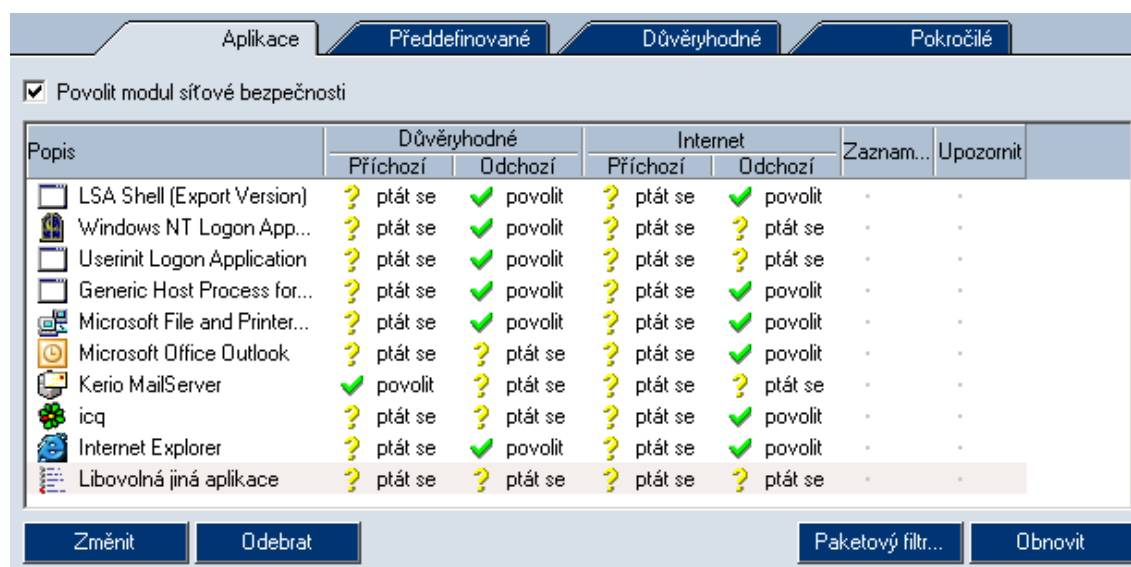 Aplikace Předdefinované Důvěryhodné Pokročilé
Povolit modul síťové bezpečnosti
Důvěryhodné Internet
Popis Příchozí Odchozí Příchozí Odchozí Zaznam... Upozornit
LSA Shell (Export Version) ptát se povolit ptát se povolit
Windows NT Logon App... ptát se povolit ptát se ptát se
Userinit Logon Application ptát se povolit ptát se ptát se
Generic Host Process for... ptát se povolit ptát se povolit
Microsoft File and Printer... ptát se povolit ptát se povolit
Microsoft Office Outlook ptát se ptát se ptát se povolit
Kerio MailServer povolit ptát se ptát se ptát se
icq ptát se ptát se ptát se povolit
Internet Explorer ptát se povolit ptát se povolit
Libovolná jiná aplikace ptát se ptát se ptát se ptát se
Změnit Odebrat Paketový filtr... Obnovit